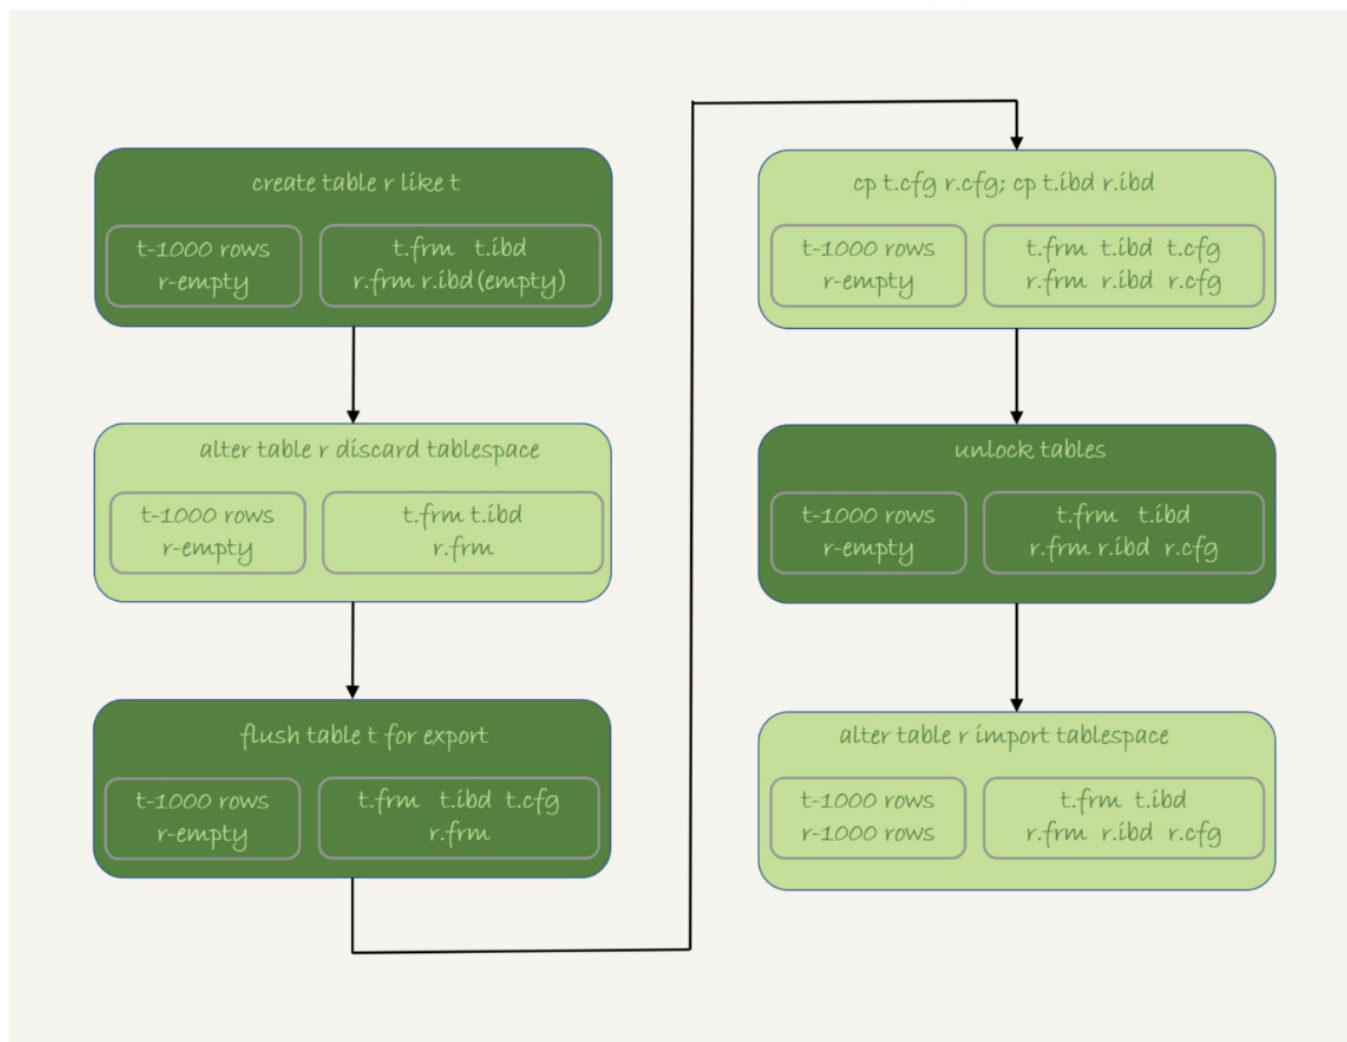 create table r like t
t-1000 rows
r-empty
t.frm t.ibd
r.frm r.ibd(empty)
alter table r discard tablespace
t-1000 rows
r-empty
t.frm t.ibd
r.frm
flush table t for export
t-1000 rows
r-empty
t.frm t.ibd t.cfg
r.frm
cp t.cfg r.cfg; cp t.ibd r.ibd
t-1000 rows
r-empty
t.frm t.ibd t.cfg
r.frm r.ibd r.cfg
unlock tables
t-1000 rows
r-empty
t.frm t.ibd
r.frm r.ibd r.cfg
alter table r import tablespace
t-1000 rows
r-1000 rows
t.frm t.ibd
r.frm r.ibd r.cfg